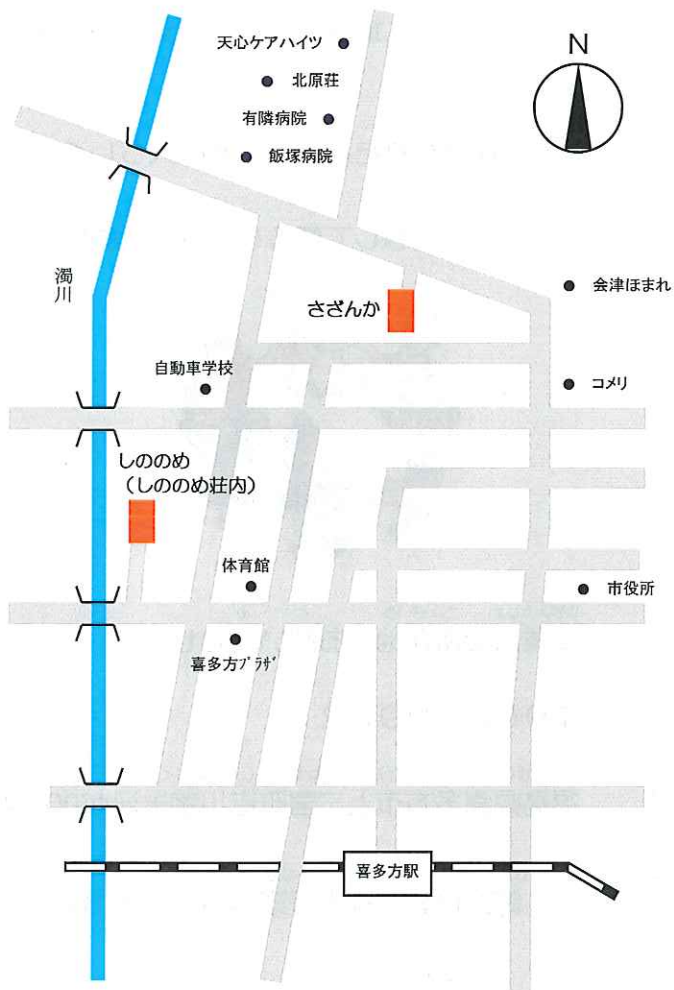 天心ケアハイツ
N
北原荘
有隣病院
飯塚病院
濁川
会津ほまれ
さざんか
自動車学校
コメリ
しののめ
（しののめ荘内）
体育館
市役所
喜多方プラザ
喜多方駅